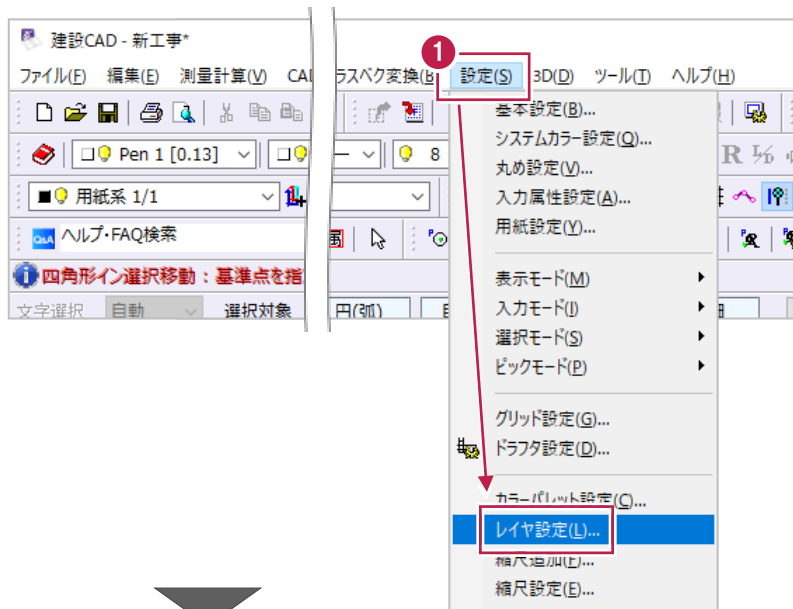 建設CAD - 新工事*
1
ファイル(F) 編集(E) 測量計算(V) CAD ラスベク変換(B 設定(S) 3D(D) ツール(T) ヘルプ(H)
Pen 1 [0.13] 8
用紙系 1/1
QsA ヘルプ・FAQ検索
四角形イン選択移動：基準点を指
文字選択 自動 選択対象 円(弧)
基本設定(B)...
システムカラー設定(Q)...
丸め設定(V)...
入力属性設定(A)...
用紙設定(Y)...
表示モード(M)
入力モード(I)
選択モード(S)
ピックモード(P)
グリッド設定(G)...
ドラフタ設定(D)...
カラーパレット設定(C)...
レイヤ設定(L)...
縮尺追加(F)...
縮尺設定(E)...